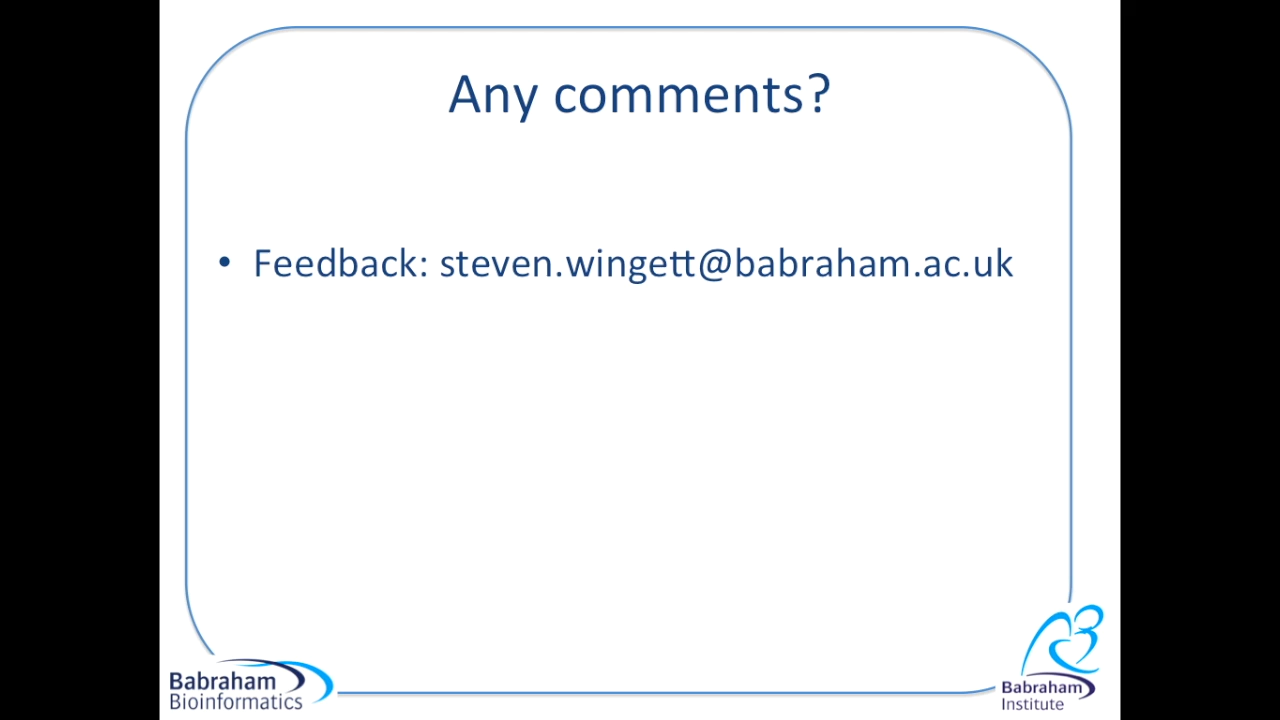 Any comments?
• Feedback: steven.wingett@babraham.ac.uk
Babraham
Bioinformatics
Babraham
Institute